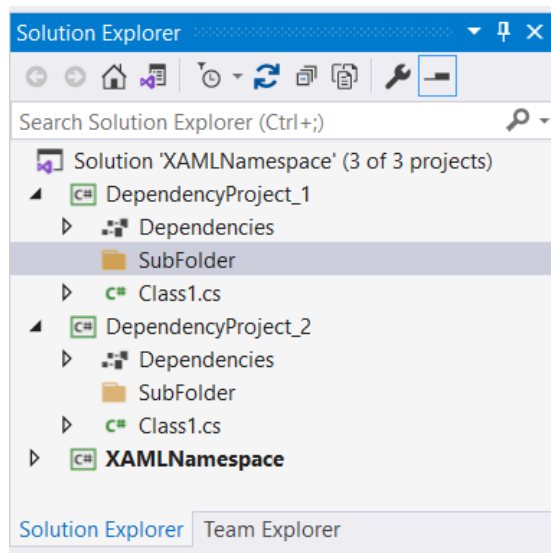 Solution Explorer
Search Solution Explorer (Ctrl+;)
Solution 'XAMLNamespace' (3 of 3 projects)
C# DependencyProject_1
Dependencies
SubFolder
C# Class1.cs
C# DependencyProject_2
Dependencies
SubFolder
C# Class1.cs
C# XAMLNamespace
Solution Explorer Team Explorer